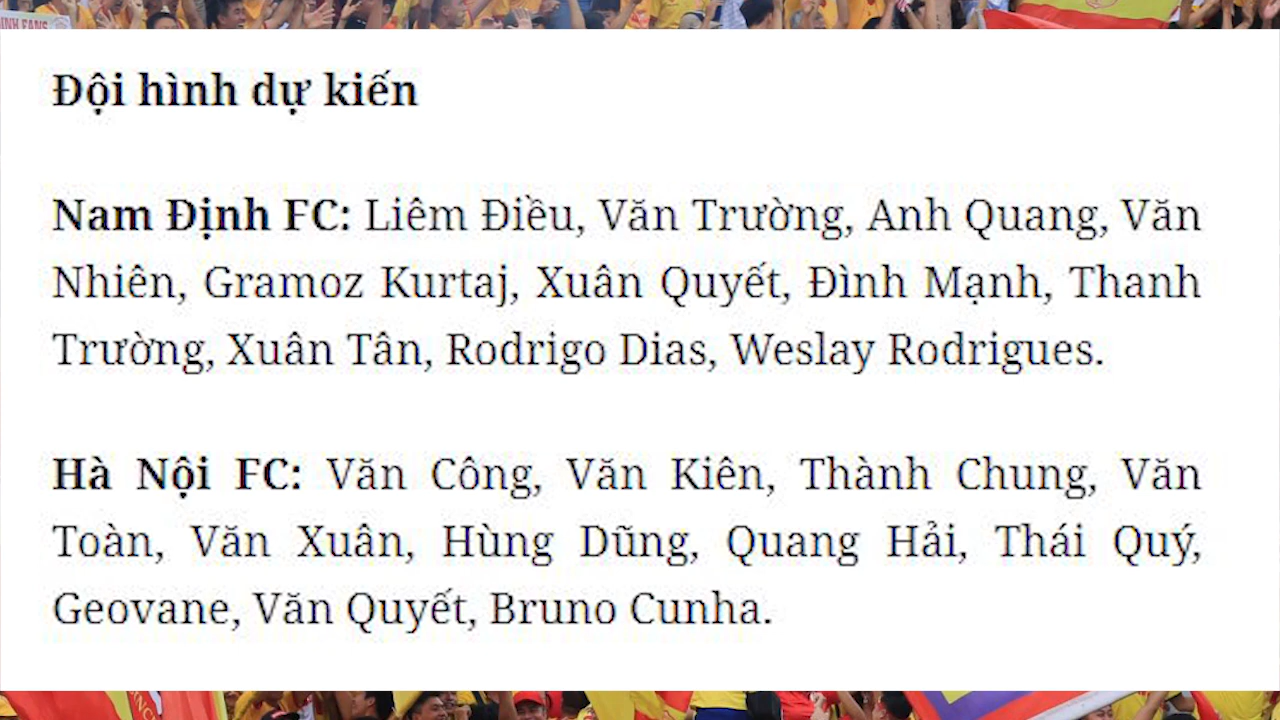 INH FANS
Đội hình dự kiến
Nam Định FC: Liêm Điều, Văn Trường, Anh Quang, Văn
Nhiên, Gramoz Kurtaj, Xuân Quyết, Đình Mạnh, Thanh
Trường, Xuân Tân, Rodrigo Dias, Weslay Rodrigues.
Hà Nội FC: Văn Công, Văn Kiên, Thành Chung, Văn
Toàn, Văn Xuân, Hùng Dũng, Quang Hải, Thái Quý,
Geovane, Văn Quyết, Bruno Cunha.